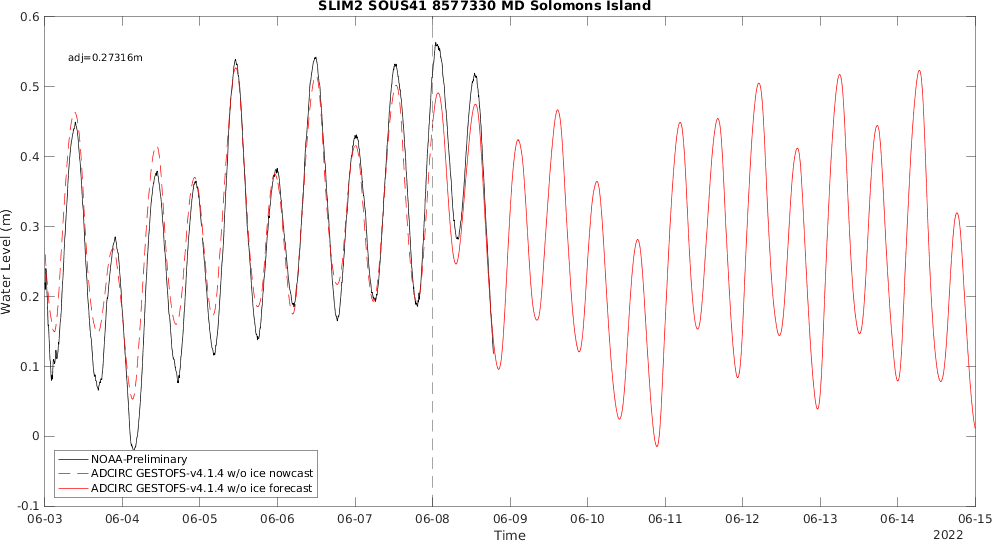 SLIM2 SOUS41 8577330 MD Solomons Island
0.6
adj=0.27316m
0.5
0.4
0.3
0.2
0.1
0
-0.1
Water Level (m)
NOAA-Preliminary
ADCIRC GESTOFS-v4.1.4 w/o ice nowcast
ADCIRC GESTOFS-v4.1.4 w/o ice forecast
06-03 06-04 06-05 06-06 06-07 06-08 06-09 06-10 06-11 06-12 06-13 06-14 06-15
Time
2022